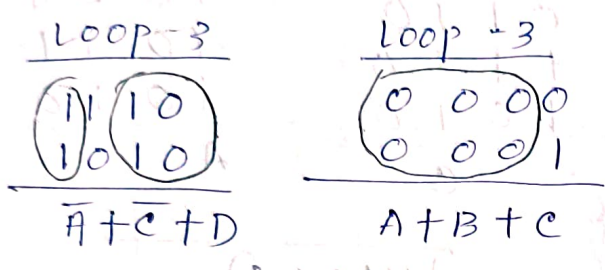 LOOP-3
1 1 1 0
1 0 1 0
A̅ + C̅ + D
LOOP-3
0 0 0 0
0 0 0 1
A + B + C